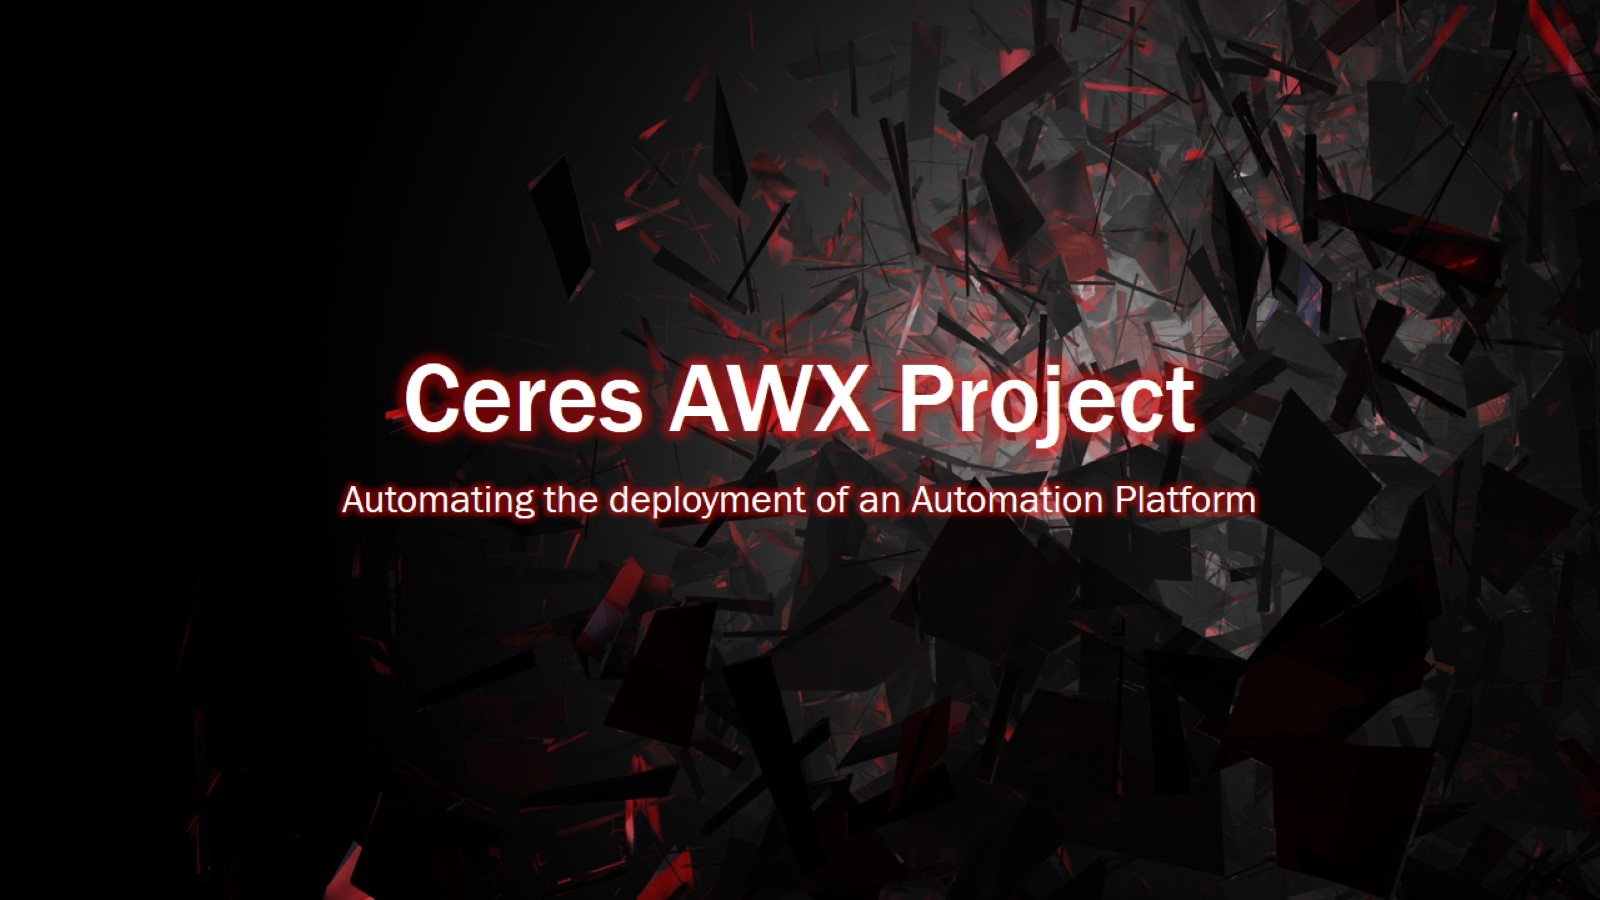 Ceres AWX Project
Automating the deployment of an Automation Platform